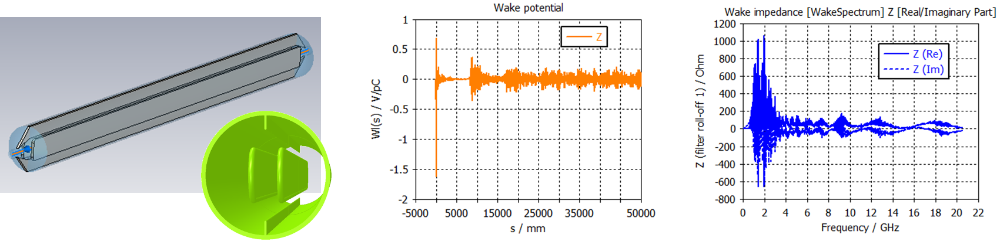 Wake potential
1
0.5
0
-0.5
-1
-1.5
-2
Wl(s) / V/pC
Z
-5000 5000 15000 25000 35000 50000
s / mm
Wake impedance [WakeSpectrum] Z [Real/Imaginary Part]
1200
1000
800
600
400
200
0
-200
-400
-600
-800
Z (filter roll-off 1) / Ohm
Z (Re)
Z (Im)
0 2 4 6 8 10 12 14 16 18 20 22
Frequency / GHz